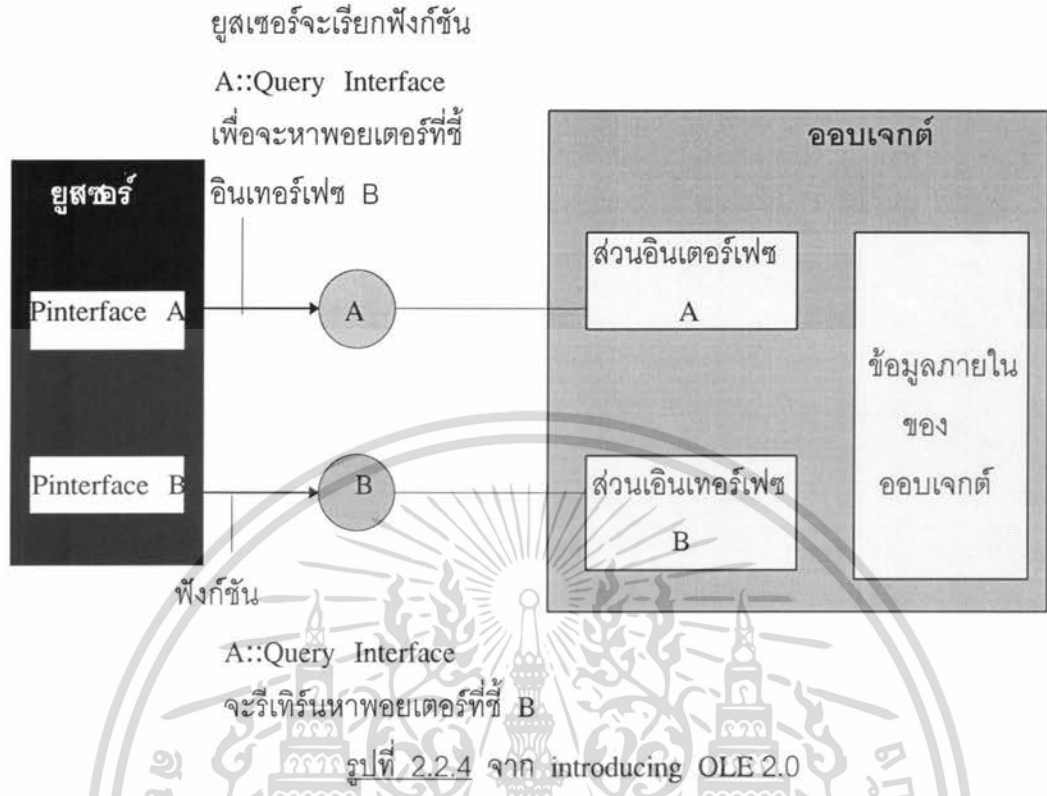 ยูสเซอร์จะเรียกฟังก์ชัน
A::Query Interface
เพื่อจะหาพอยเตอร์ที่ชี้
อินเทอร์เฟซ B
ยูสเซอร์
Pinterface A
Pinterface B
A
B
ออบเจกต์
ส่วนอินเตอร์เฟซ
A
ส่วนเอินเทอร์เฟซ
B
ข้อมูลภายใน
ของ
ออบเจกต์
ฟังก์ชัน
A::Query Interface
จะรีเทิร์นหาพอยเตอร์ที่ชี้ B
รูปที่ 2.2.4 จาก introducing OLE 2.0